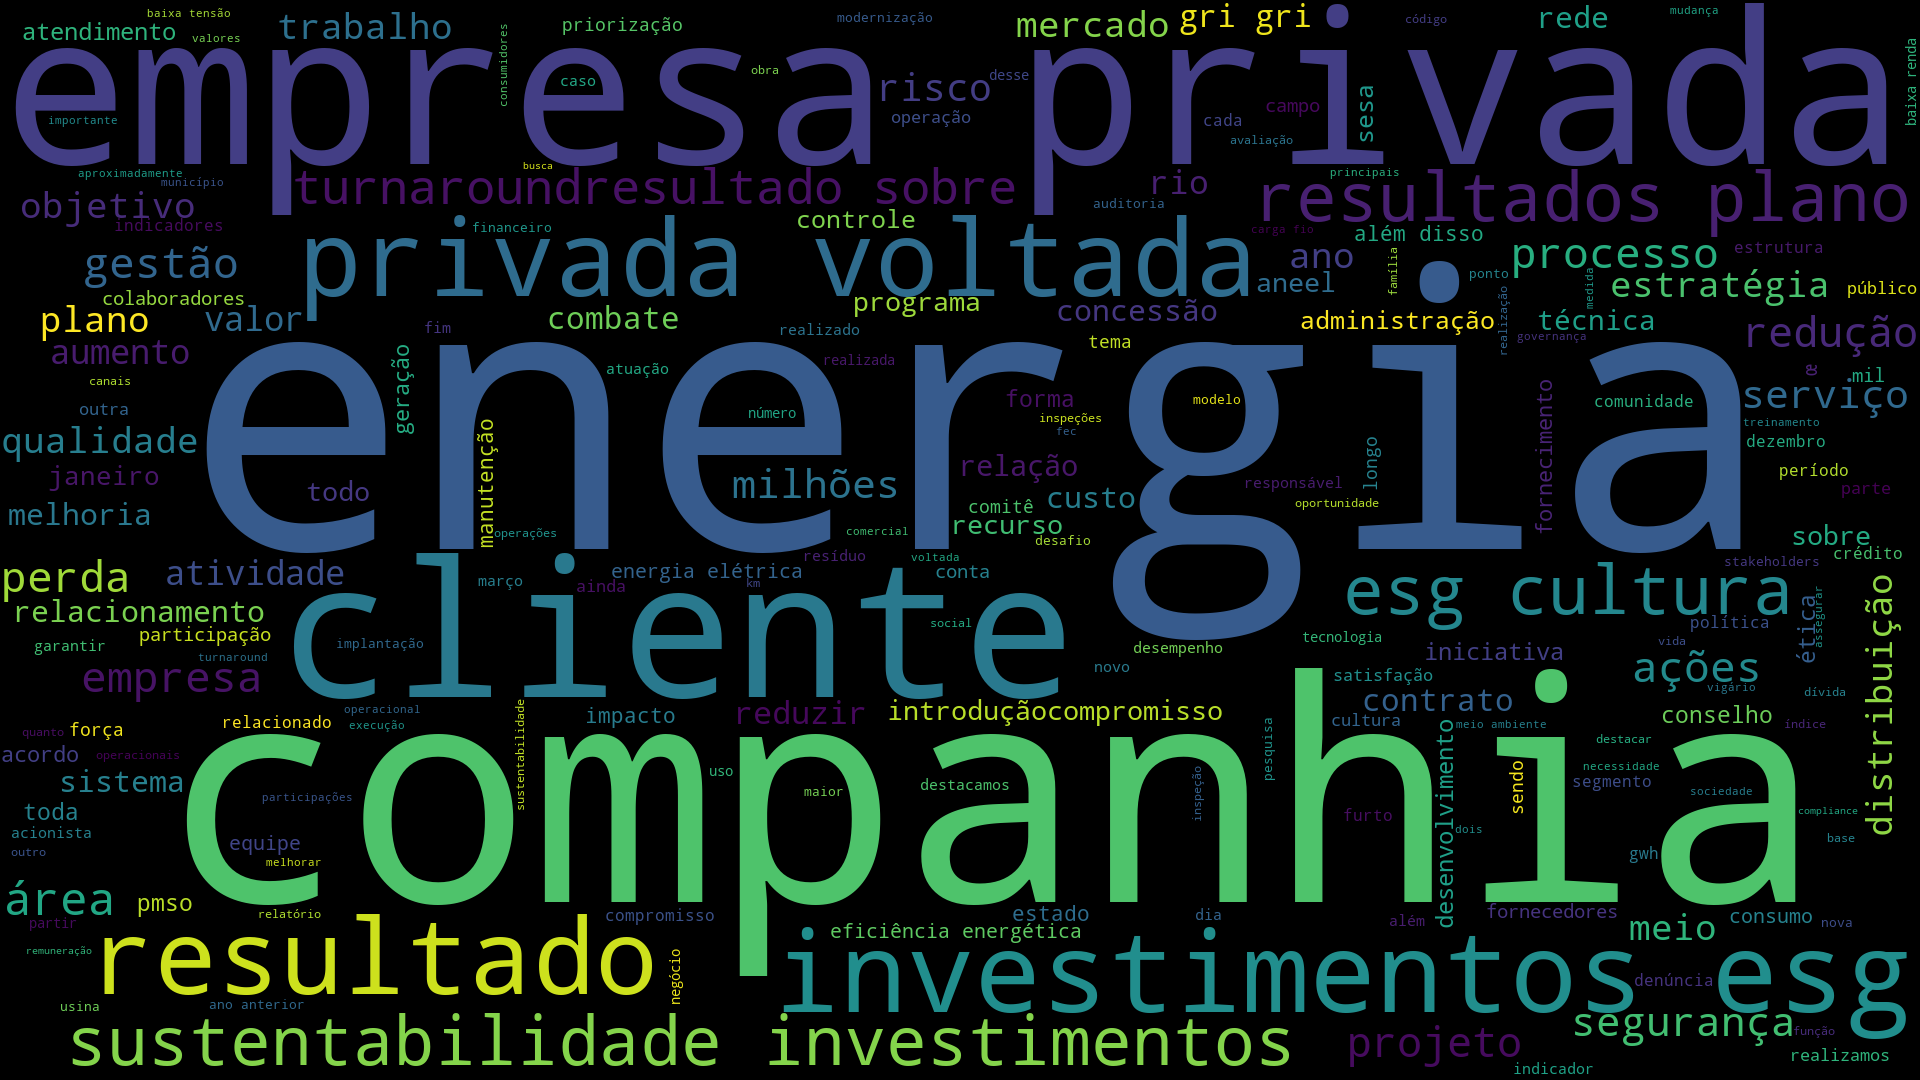 baixa tensão
modernização
código
mudança
atendimento
valores
trabalho
consumidores
priorização
mercado
gri gri
rede
baixa renda
empresa privada
importante
caso
obra
risco
desse
operação
campo
cada
avaliação
sesa
aproximadamente
município
busca
principais
objetivo
indicadores
turnaroundresultado sobre
rio
auditoria
resultados plano
financeiro
controle
carga fio
além disso
estrutura
gestão
privada voltada
ano
aneel
família
ponto
processo
colaboradores
programa
medida
estratégia
público
plano
valor
fim
combate
realizado
concessão
administração
realização
técnica
governança
redução
aumento
geração
atuação
realizada
tema
canais
mil
outra
energia
número
forma
modelo
inspeções
fec
comunidade
serviço
treinamento
qualidade
manutenção
relação
longo
fornecimento
dezembro
janeiro
todo
milhões
custo
responsável
período
parte
melhoria
comitê
oportunidade
operações
comercial
recurso
desafio
sobre
perda
atividade
resíduo
voltada
crédito
stakeholders
março
ainda
energia elétrica
km
conta
esg cultura
distribuição
relacionamento
cliente
social
ética
assegurar
política
participação
garantir
implantação
tecnologia
vida
turnaround
desempenho
iniciativa
empresa
novo
satisfação
ações
vigário
dívida
operacional
execução
sustentabilidade
impacto
reduzir
introduçãocompromisso
contrato
cultura
meio ambiente
conselho
índice
quanto
força
relacionado
acordo
operacionais
pesquisa
desenvolvimento
destacar
necessidade
sistema
companhia
uso
destacamos
inspeção
sendo
segmento
participações
maior
sociedade
toda
acionista
furto
compliance
outro
equipe
dois
base
melhorar
gwh
área
pmso
relatório
compromisso
estado
dia
além
fornecedores
consumo
nova
partir
eficiência energética
meio
remuneração
resultado
negócio
investimentos esg
denúncia
usina
ano anterior
sustentabilidade investimentos
projeto
segurança
função
realizamos
indicador